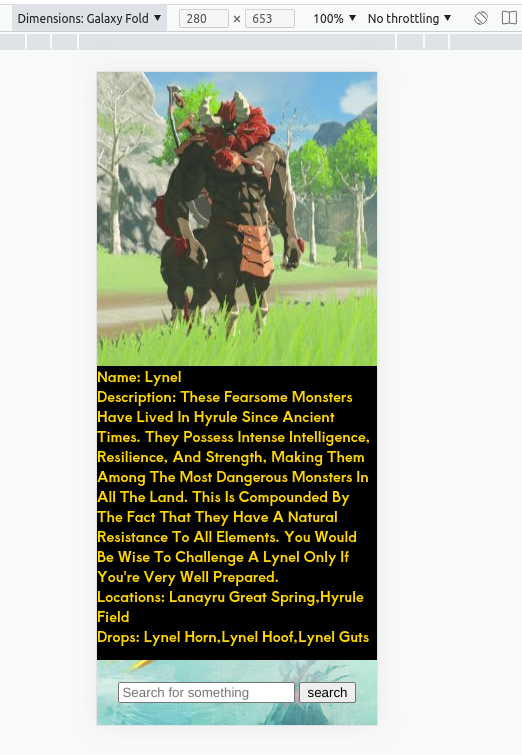 Dimensions: Galaxy Fold ▼ 280 × 653 100% ▼ No throttling ▼
Name: Lynel
Description: These Fearsome Monsters
Have Lived In Hyrule Since Ancient
Times. They Possess Intense Intelligence,
Resilience, And Strength, Making Them
Among The Most Dangerous Monsters In
All The Land. This Is Compounded By
The Fact That They Have A Natural
Resistance To All Elements. You Would
Be Wise To Challenge A Lynel Only If
You're Very Well Prepared.
Locations: Lanayru Great Spring,Hyrule
Field
Drops: Lynel Horn,Lynel Hoof,Lynel Guts
Search for something search